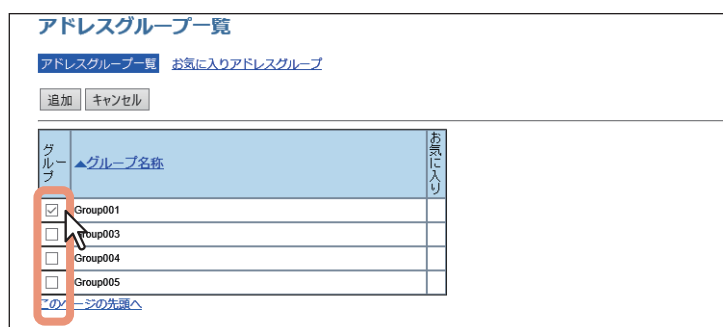 アドレスグループ一覧
アドレスグループ一覧 お気に入りアドレスグループ
追加 キャンセル
グループ ▲グループ名称 お気に入り
Group001
Group003
Group004
Group005
このページの先頭へ